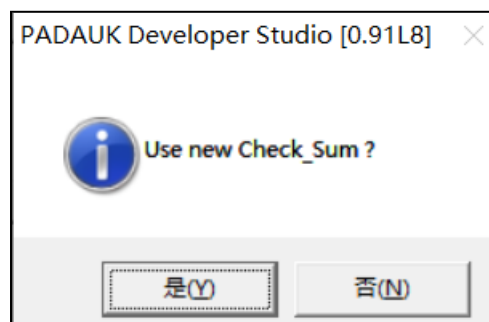 PADAUK Developer Studio [0.91L8]
Use new Check_Sum ?
是(Y)
否(N)